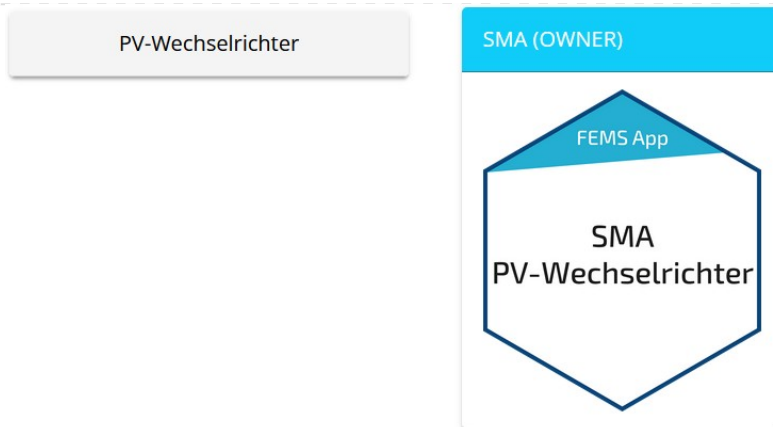 PV-Wechselrichter
SMA (OWNER)
FEMS App
SMA
PV-Wechselrichter